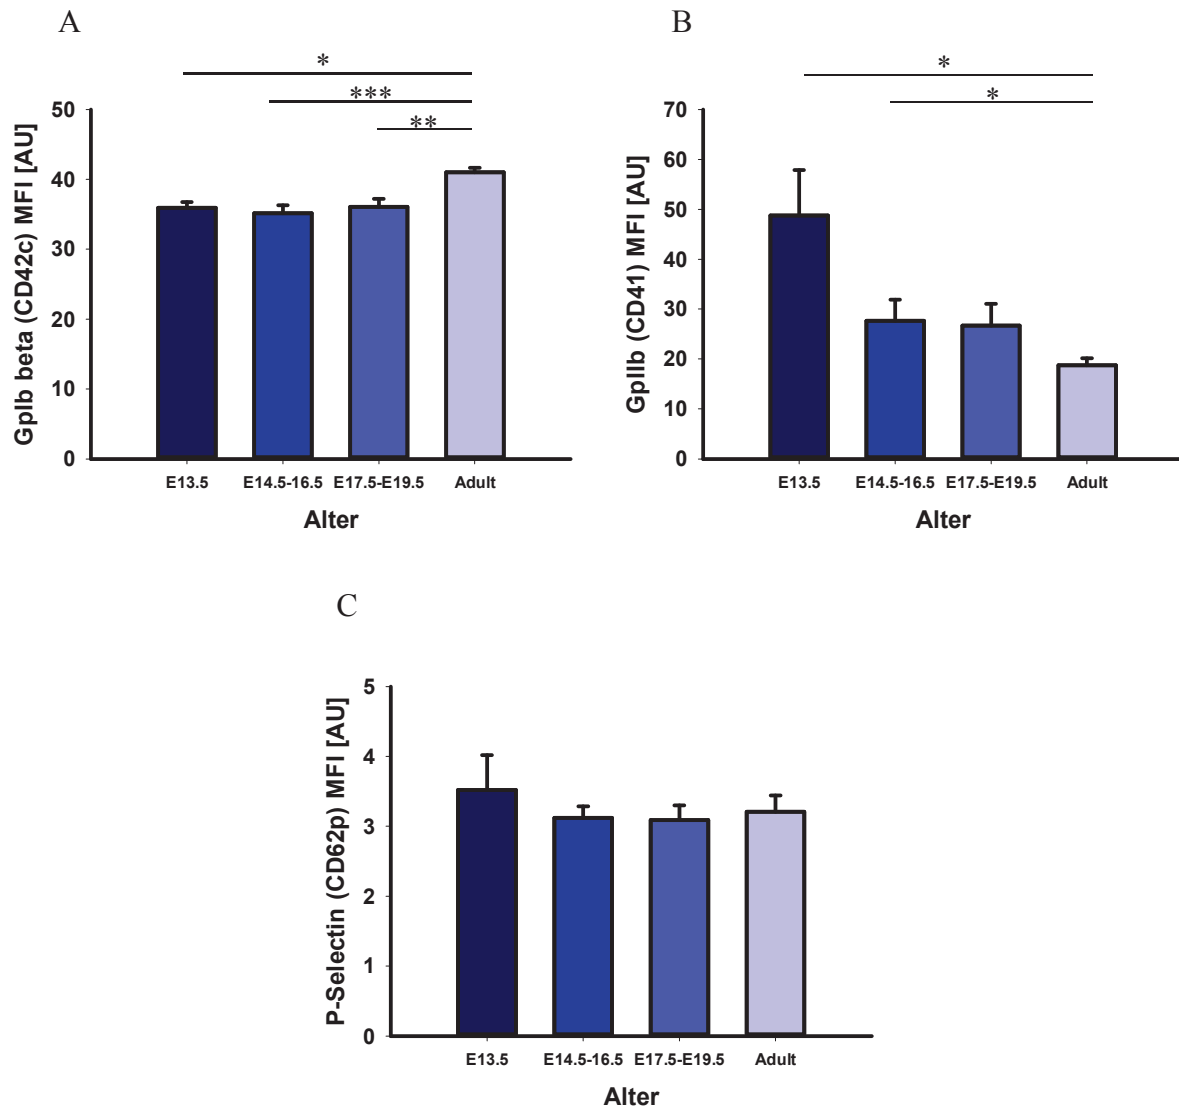 A
*
***
**
GpIb beta (CD42c) MFI [AU]
50
40
30
20
10
0
E13.5 E14.5-16.5 E17.5-E19.5 Adult
Alter
B
*
*
GpIIb (CD41) MFI [AU]
70
60
50
40
30
20
10
0
E13.5 E14.5-16.5 E17.5-E19.5 Adult
Alter
C
P-Selectin (CD62p) MFI [AU]
5
4
3
2
1
0
E13.5 E14.5-16.5 E17.5-E19.5 Adult
Alter